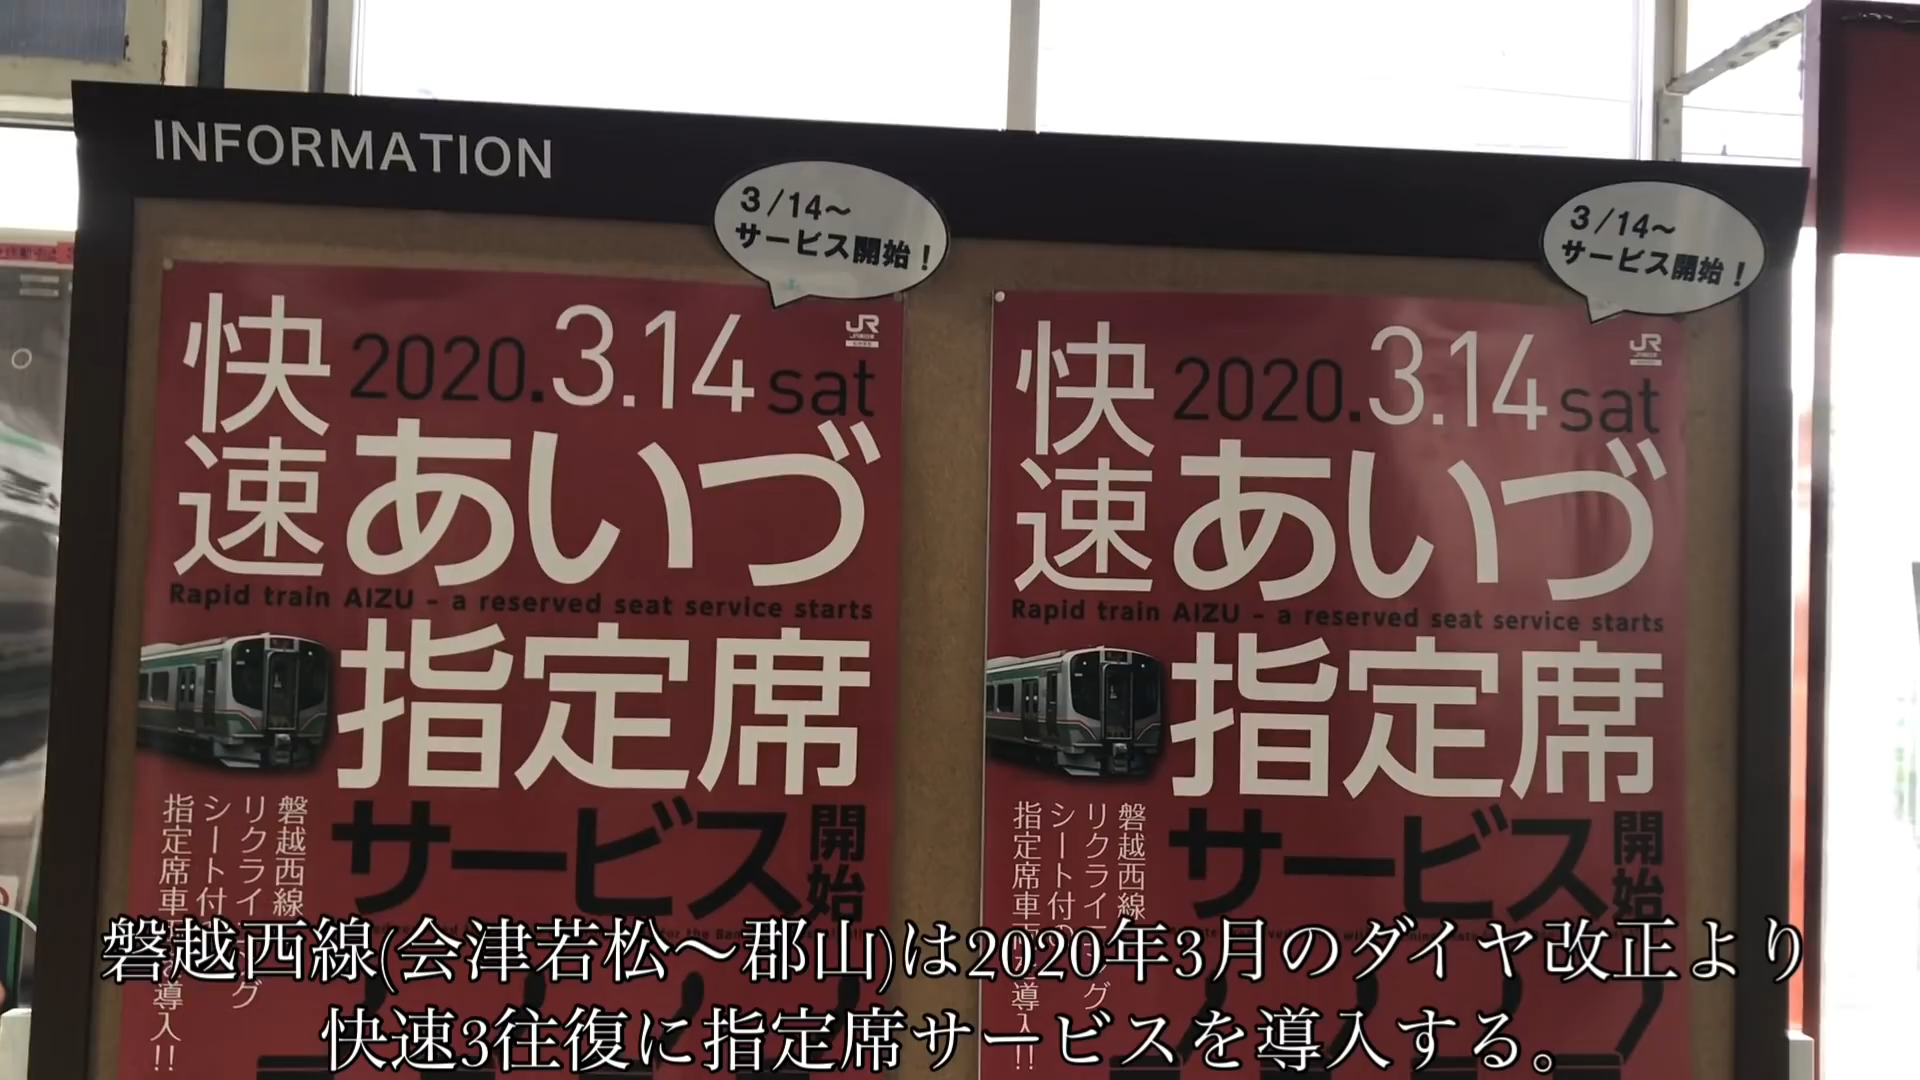 INFORMATION
3/14～
サービス開始！
快速
2020.3.14sat
JR
あいづ
Rapid train AIZU - a reserved seat service starts
指定席
サービス開始
磐越西線
リクライ
シート付
指定席車
導入!!
3/14～
サービス開始！
快速
2020.3.14sat
JR
あいづ
Rapid train AIZU - a reserved seat service starts
指定席
サービス開始
磐越西線
リクライ
シート付の
指定席車
導入!!
磐越西線(会津若松～郡山)は2020年3月のダイヤ改正より
快速3往復に指定席サービスを導入する。